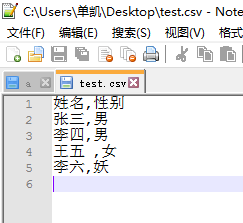 C:\Users\单凯\Desktop\test.csv - Note
文件(F) 编辑(E) 搜索(S) 视图(V) 格式
a test.csv
1 姓名,性别
2 张三,男
3 李四,男
4 王五 ,女
5 李六,妖
6